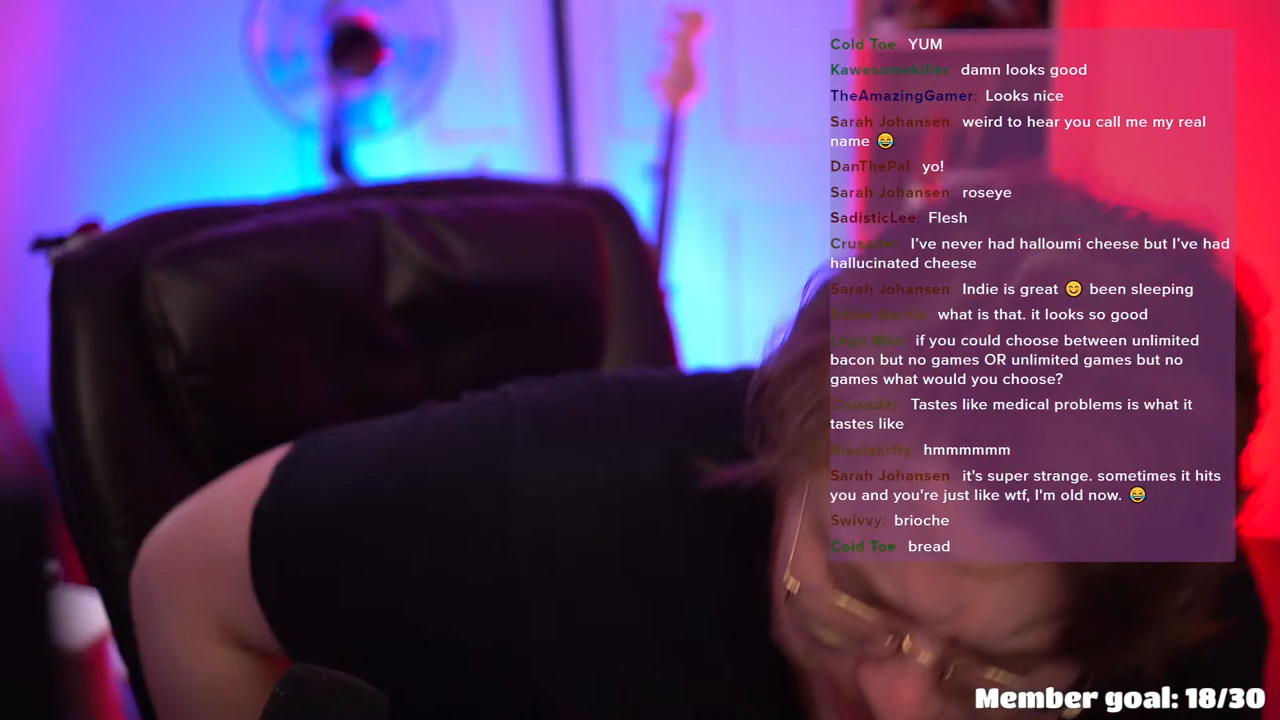 Cold Toe YUM
Kawesomekiller damn looks good
TheAmazingGamer: Looks nice
Sarah Johansen: weird to hear you call me my real
name 😂
DanThePal yo!
Sarah Johansen roseye
SadisticLee: Flesh
Crusader I've never had halloumi cheese but I've had
hallucinated cheese
Sarah Johansen Indie is great 😊 been sleeping
what is that. it looks so good
Lego Man if you could choose between unlimited
bacon but no games OR unlimited games but no
games what would you choose?
Crusader Tastes like medical problems is what it
tastes like
hmmmmmm
Sarah Johansen it's super strange. sometimes it hits
you and you're just like wtf, I'm old now. 😂
Swivvy: brioche
Cold Toe bread
Member goal: 18/30